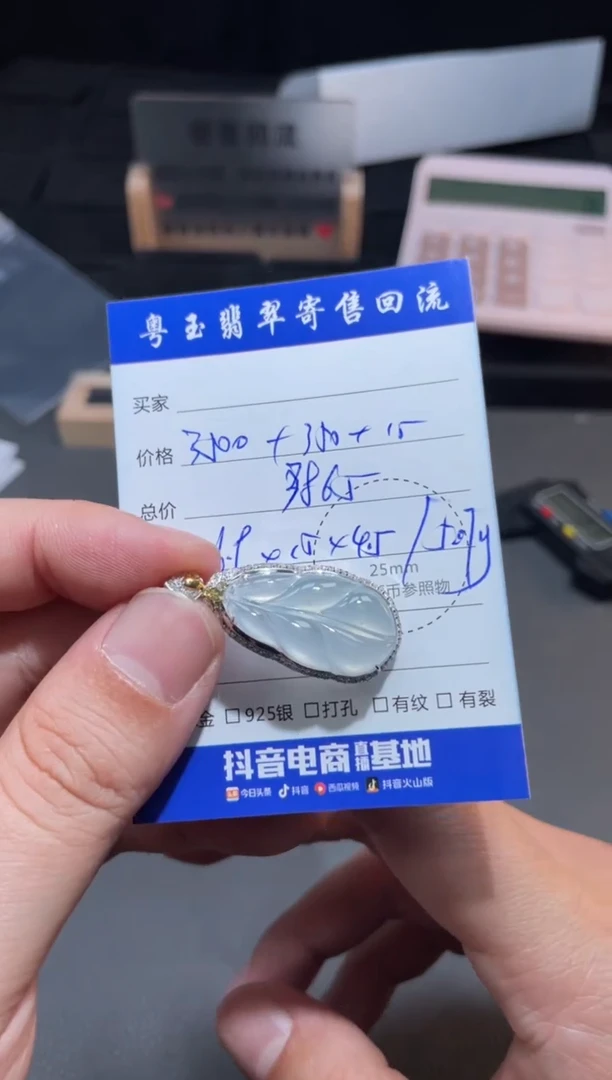 粤玉翡翠寄售回流
买家
价格 3500 + 350 + 15
总价 3865
25mm
币参照物
金 □925银 □打孔 □有纹 □有裂
抖音电商直播基地
今日头条 抖音 西瓜视频 抖音火山版